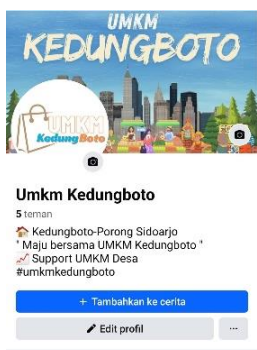 UMKM
KEDUNGBOTO
UMKM
KedungBoto
Umkm Kedungboto
5 teman
Kedungboto-Porong Sidoarjo
" Maju bersama UMKM Kedungboto "
Support UMKM Desa
#umkmkedungboto
+ Tambahkan ke cerita
Edit profil
...